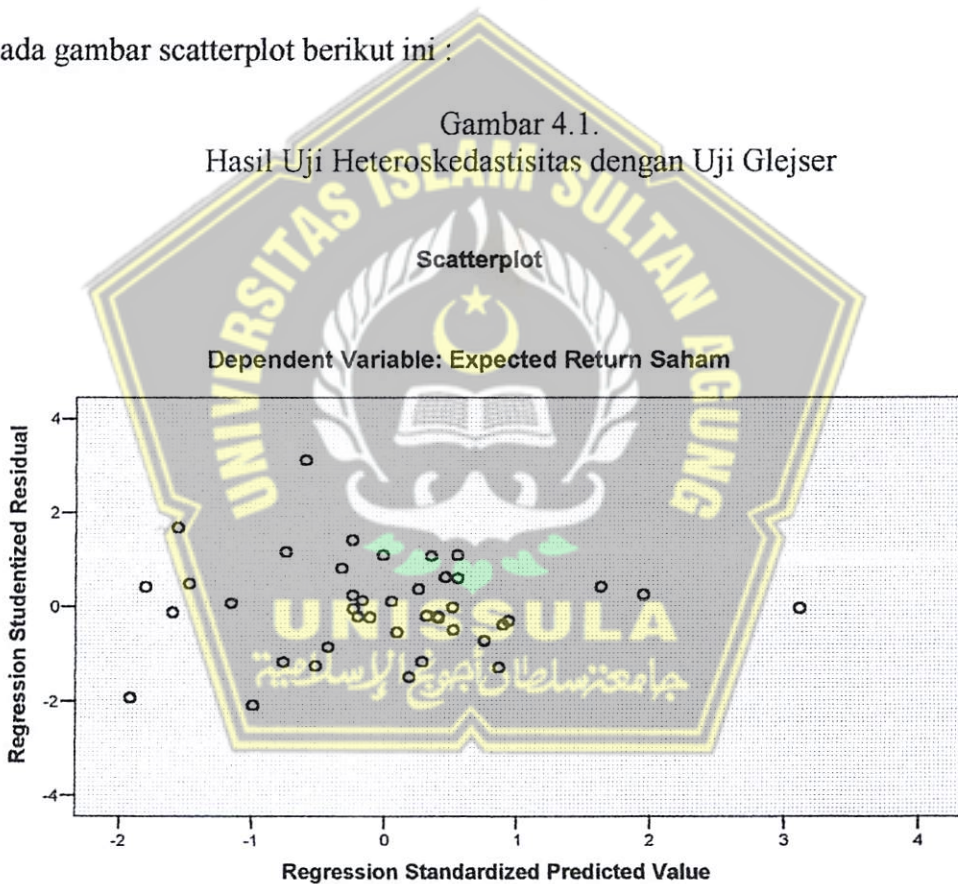 ada gambar scatterplot berikut ini :
Gambar 4.1.
Hasil Uji Heteroskedastisitas dengan Uji Glejser
UNIVERSITAS ISLAM SULTAN AGUNG
Scatterplot
Dependent Variable: Expected Return Saham
Regression Studentized Residual
4
2
0
-2
-4
UNISSULA
جامعتنسلطان أجونج الإسلامية
-2
-1
0
1
2
3
4
Regression Standardized Predicted Value